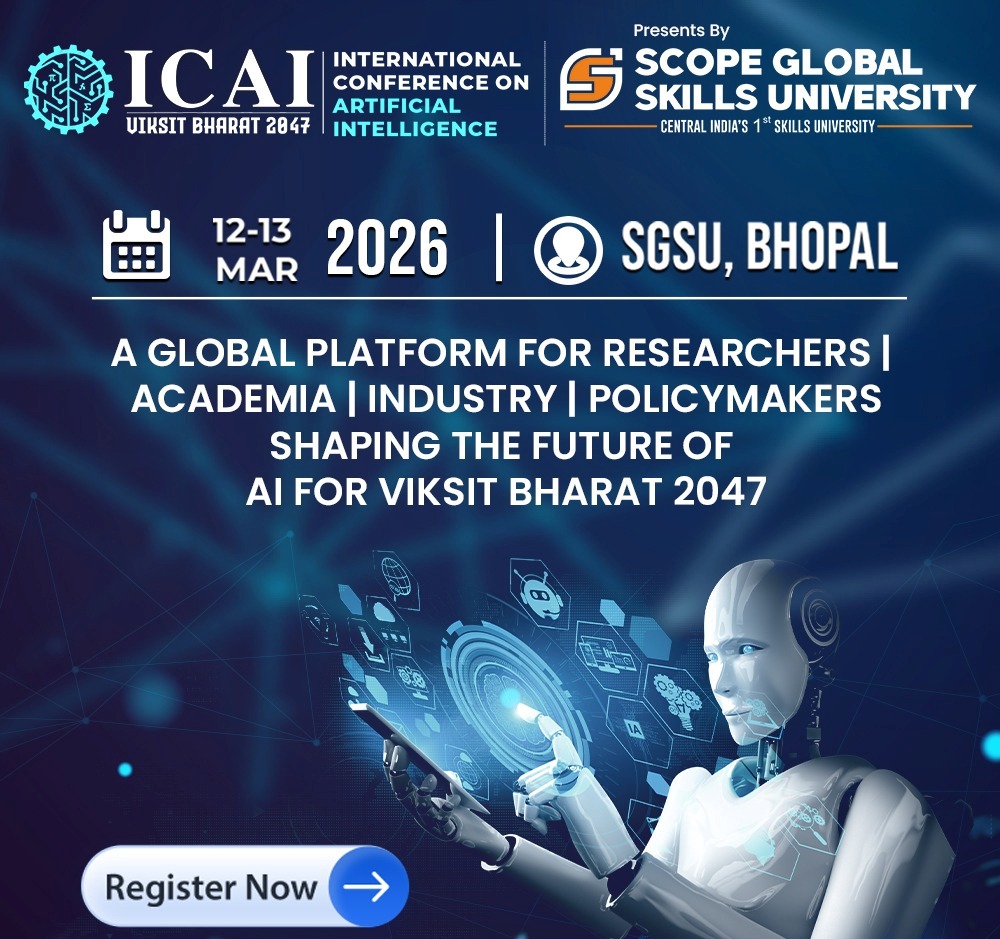 ICAI
VIKSIT BHARAT 2047
INTERNATIONAL
CONFERENCE ON
ARTIFICIAL
INTELLIGENCE
Presents By
SCOPE GLOBAL
SKILLS UNIVERSITY
CENTRAL INDIA'S 1st SKILLS UNIVERSITY
12-13
MAR
2026
SGSU, BHOPAL
A GLOBAL PLATFORM FOR RESEARCHERS |
ACADEMIA | INDUSTRY | POLICYMAKERS
SHAPING THE FUTURE OF
AI FOR VIKSIT BHARAT 2047
IA
Register Now